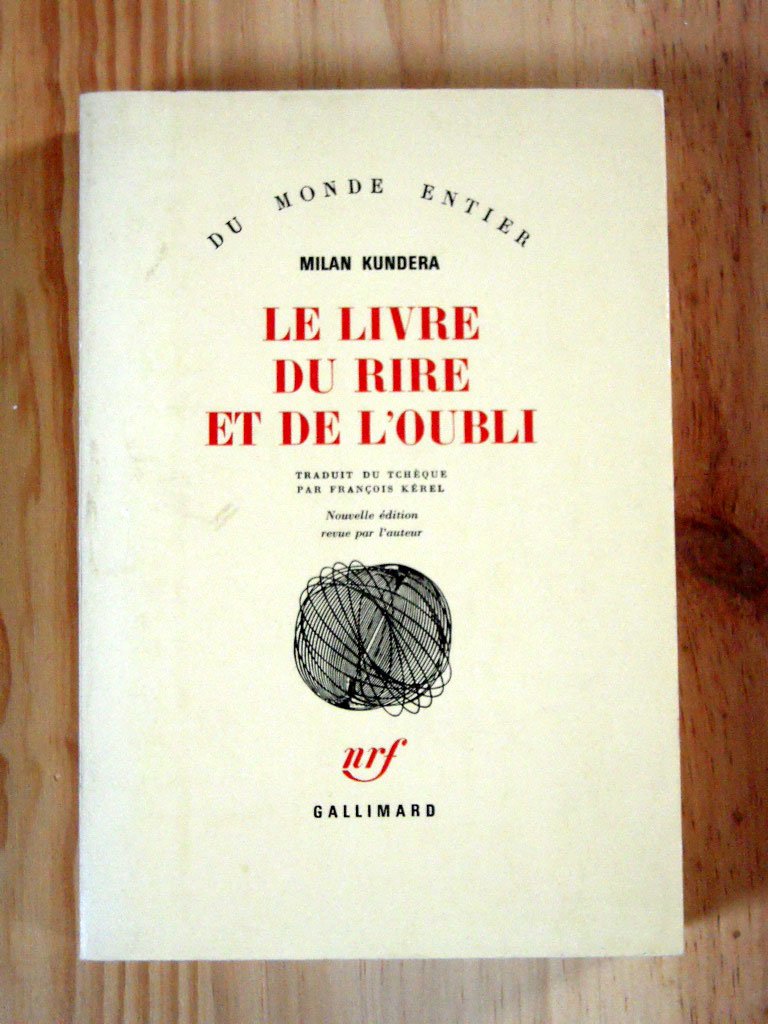 DU MONDE ENTIER
MILAN KUNDERA
LE LIVRE
DU RIRE
ET DE L'OUBLI
TRADUIT DU TCHÈQUE
PAR FRANÇOIS KÉREL
Nouvelle édition
revue par l'auteur
nrf
GALLIMARD